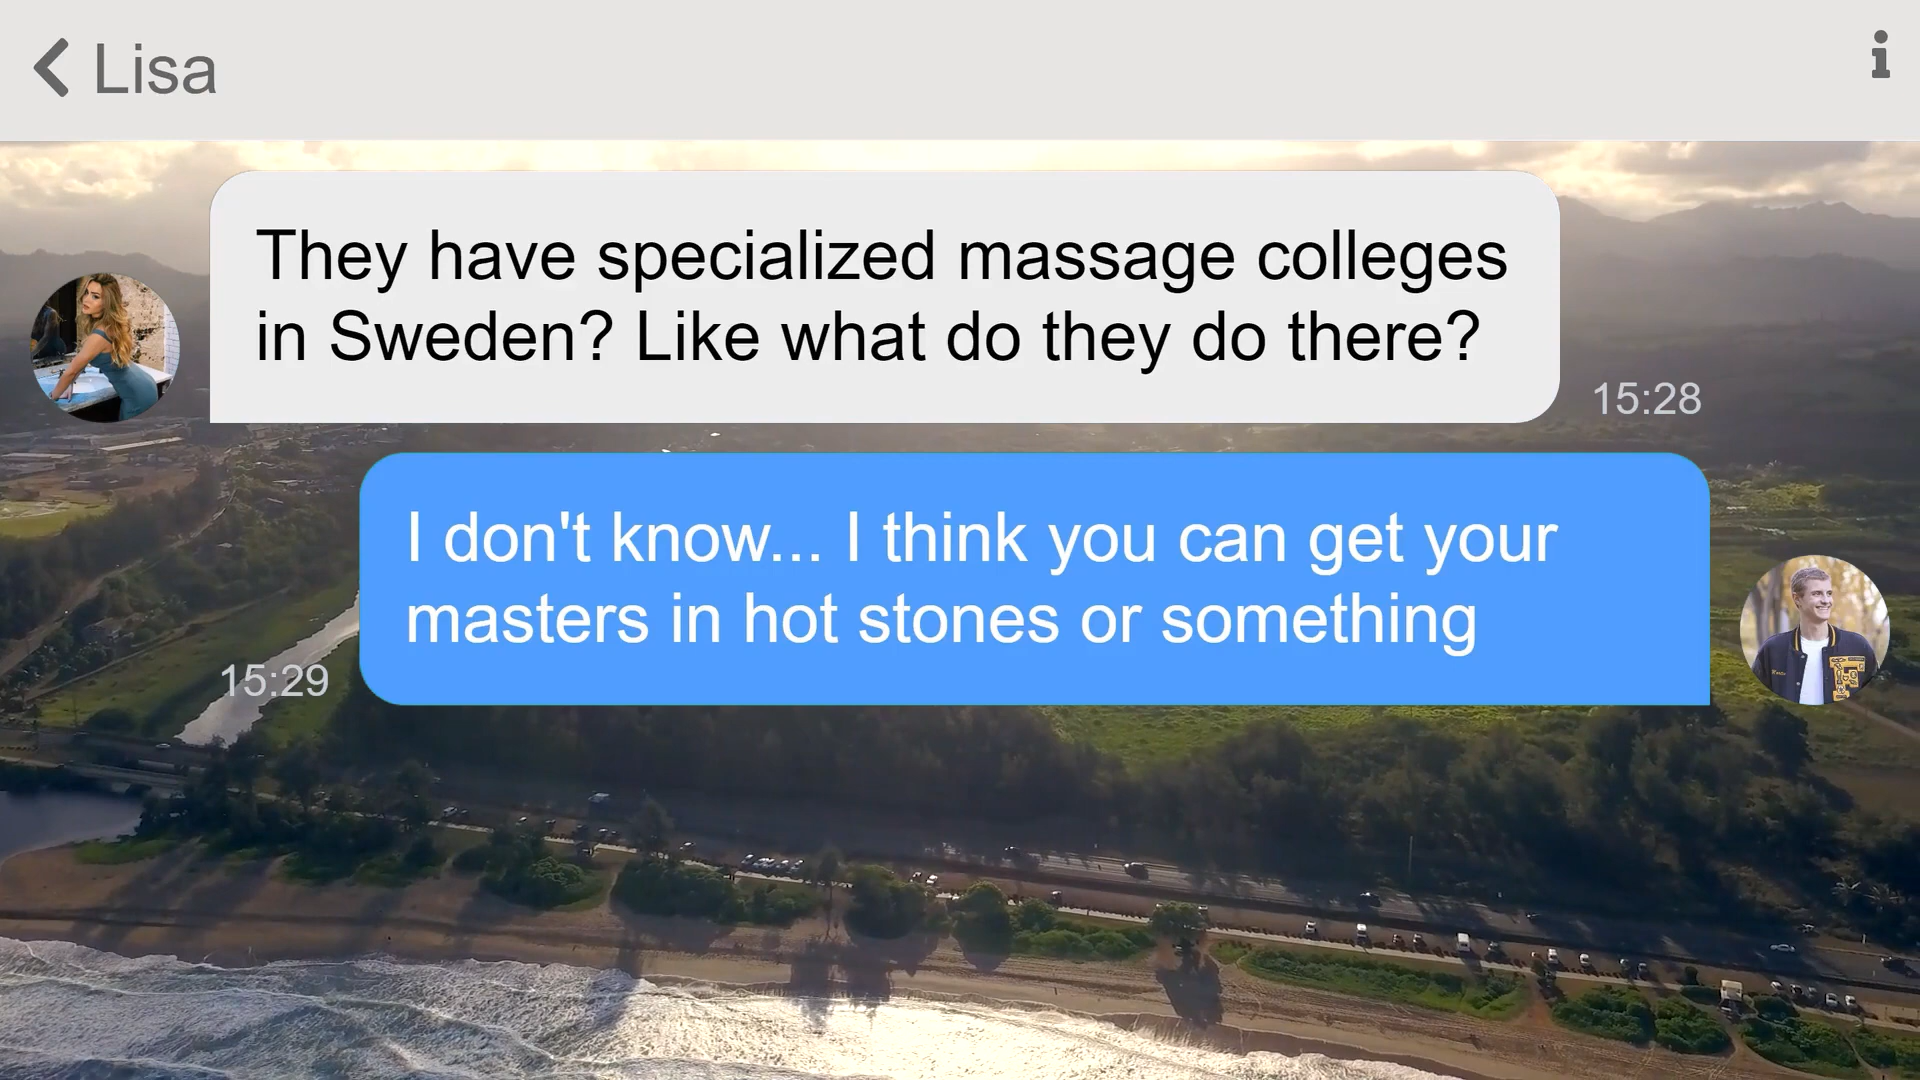 Lisa
They have specialized massage colleges
in Sweden? Like what do they do there?
15:28
I don't know... I think you can get your
masters in hot stones or something
15:29